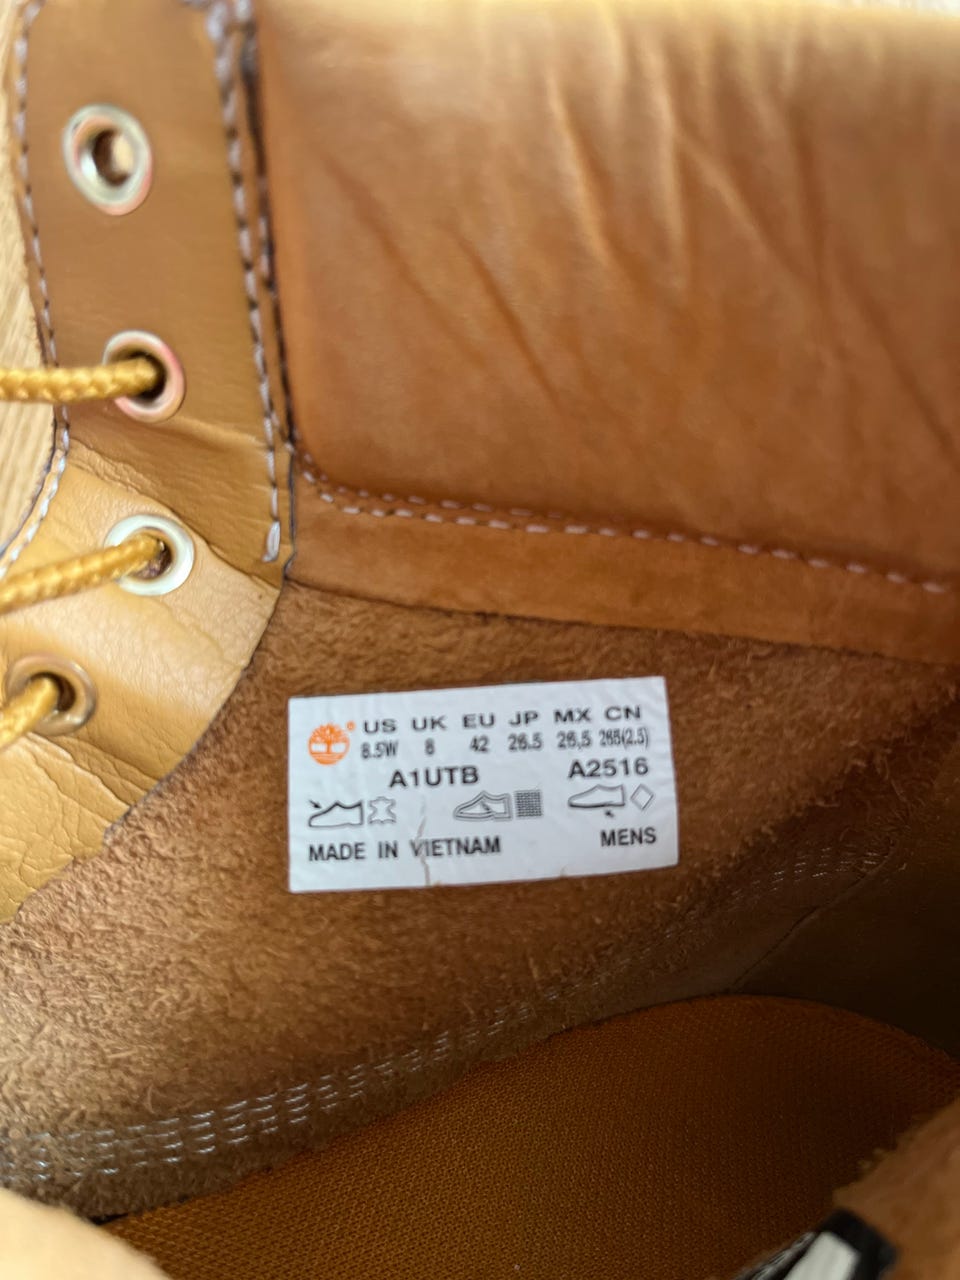 US UK EU JP MX CN
8.5W 8 42 26.5 26,5 265(2.5)
A1UTB A2516
MADE IN VIETNAM MENS